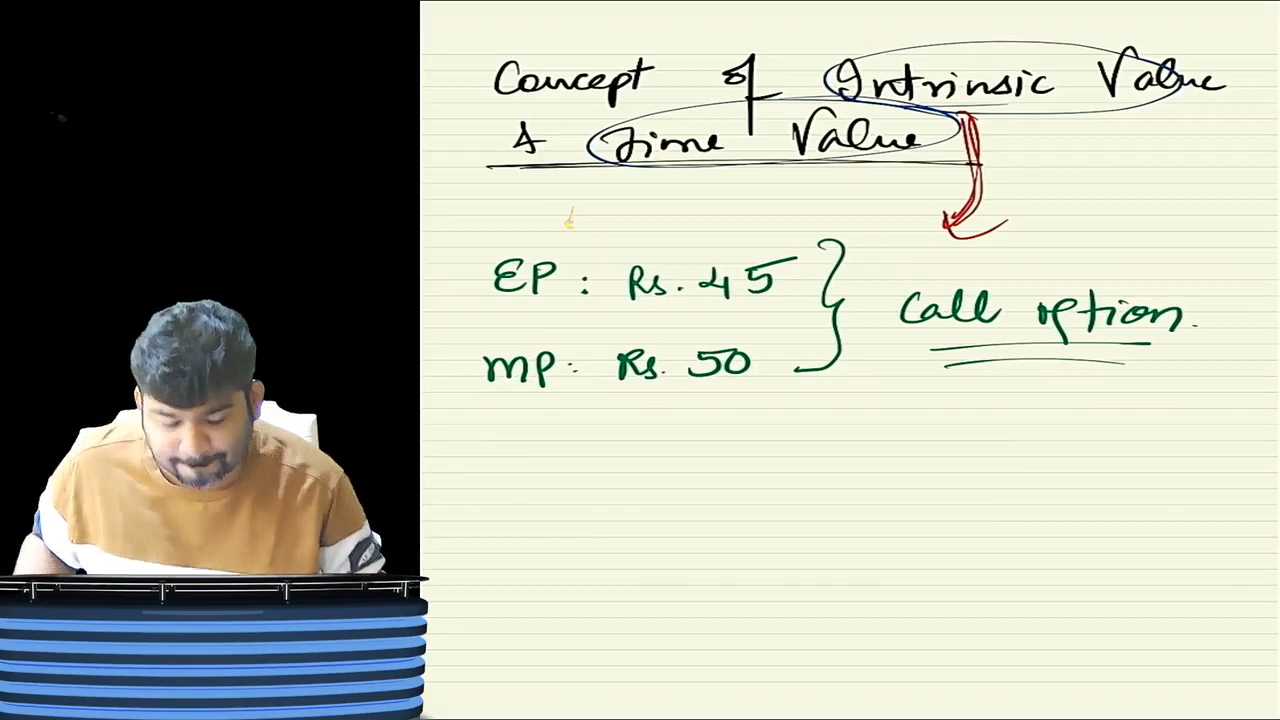 Concept of Intrinsic Value
& Time Value
EP : Rs. 45
MP : Rs. 50
Call option.